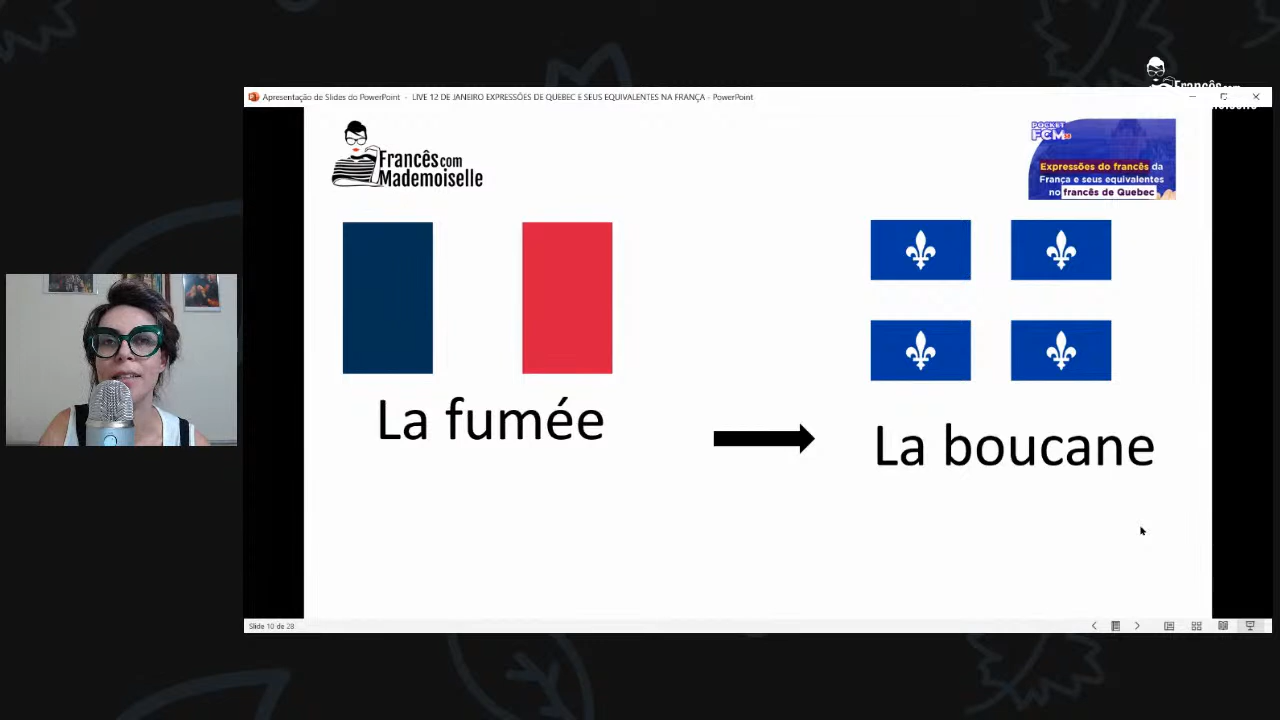 Francês
Apresentação de Slides do PowerPoint - LIVE 12 DE JANEIRO EXPRESSÕES DE QUEBEC E SEUS EQUIVALENTES NA FRANÇA - PowerPoint
Francês com
Mademoiselle
POCKET
FCM
Expressões do francês da
França e seus equivalentes
no francês de Quebec
La fumée
La boucane
Slide 10 de 28